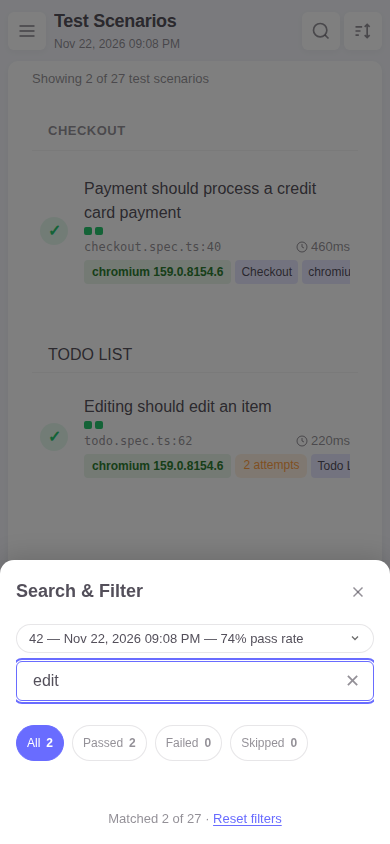 Test Scenarios
Nov 22, 2026 09:08 PM
Showing 2 of 27 test scenarios
CHECKOUT
Payment should process a credit
card payment
checkout.spec.ts:40 460ms
chromium 159.0.8154.6 Checkout chromiu
TODO LIST
Editing should edit an item
todo.spec.ts:62 220ms
chromium 159.0.8154.6 2 attempts Todo L
Search & Filter
42 — Nov 22, 2026 09:08 PM — 74% pass rate
edit
All 2 Passed 2 Failed 0 Skipped 0
Matched 2 of 27 · Reset filters